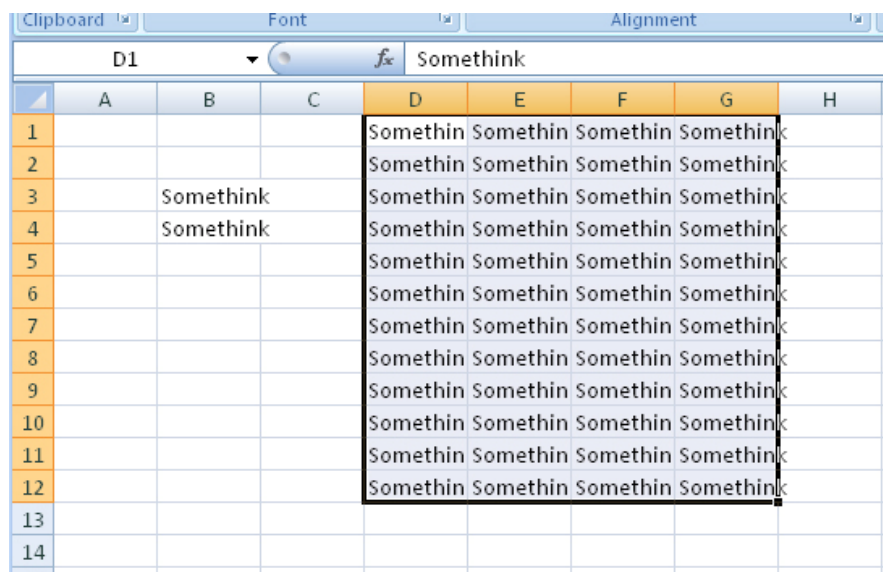 Clipboard Font Alignment
D1 fx Somethink
A B C D E F G H
1 Somethin Somethin Somethin Somethink
2 Somethin Somethin Somethin Somethink
3 Somethink Somethin Somethin Somethin Somethink
4 Somethink Somethin Somethin Somethin Somethink
5 Somethin Somethin Somethin Somethink
6 Somethin Somethin Somethin Somethink
7 Somethin Somethin Somethin Somethink
8 Somethin Somethin Somethin Somethink
9 Somethin Somethin Somethin Somethink
10 Somethin Somethin Somethin Somethink
11 Somethin Somethin Somethin Somethink
12 Somethin Somethin Somethin Somethink
13
14